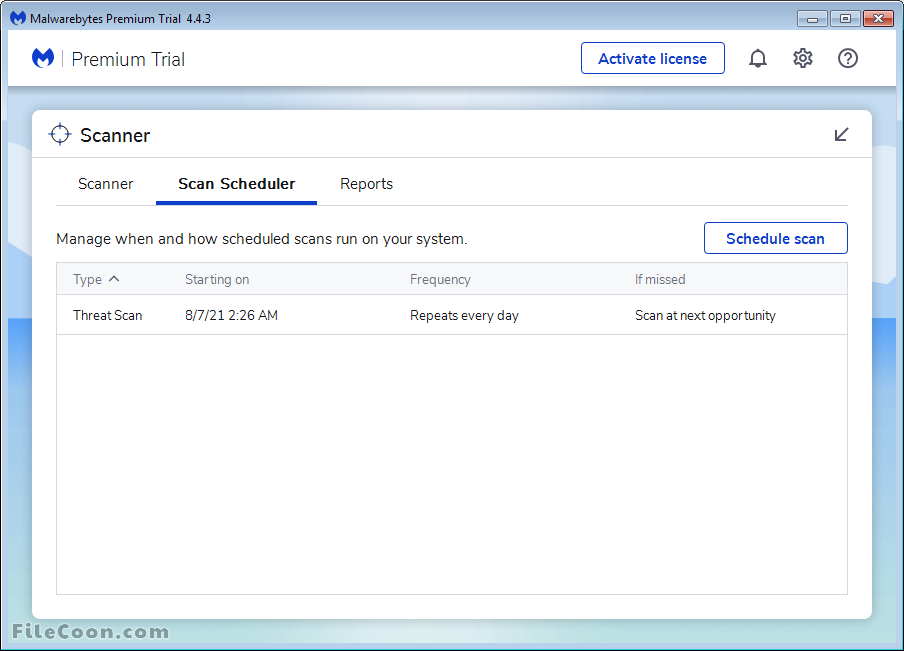 Malwarebytes Premium Trial 4.4.3
Premium Trial
Activate license
Scanner
Scanner Scan Scheduler Reports
Manage when and how scheduled scans run on your system.
Schedule scan
Type Starting on Frequency If missed
Threat Scan 8/7/21 2:26 AM Repeats every day Scan at next opportunity
FileCoon.com